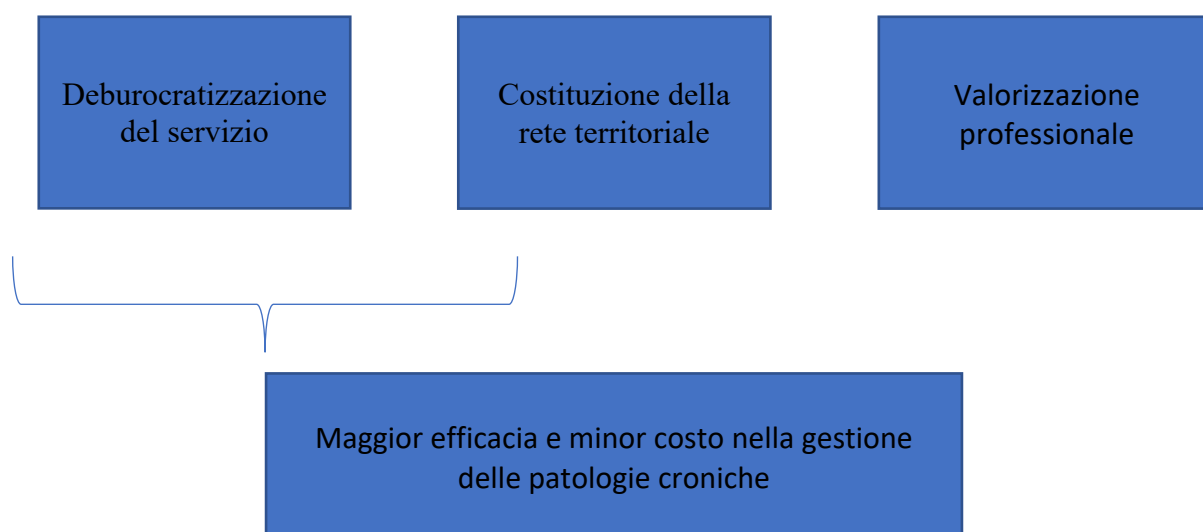 Deburocratizzazione
del servizio
Costituzione della
rete territoriale
Valorizzazione
professionale
Maggior efficacia e minor costo nella gestione
delle patologie croniche